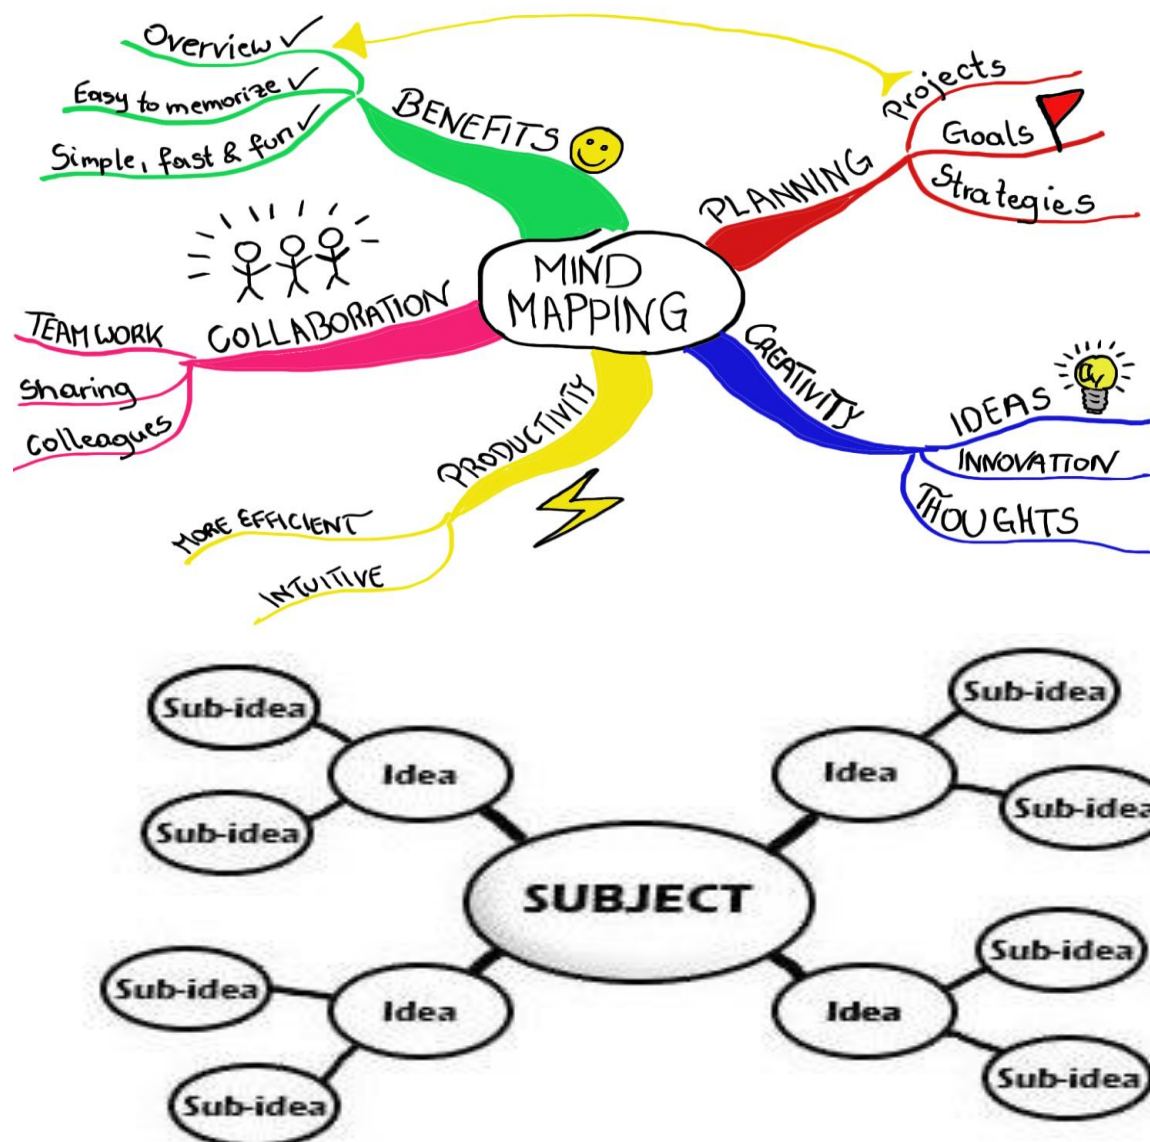 MIND
MAPPING
BENEFITS
Overview ✓
Easy to memorize ✓
Simple, fast & fun ✓
PLANNING
Projects
Goals
Strategies
COLLABORATION
TEAMWORK
Sharing
Colleagues
CREATIVITY
IDEAS
INNOVATION
THOUGHTS
PRODUCTIVITY
MORE EFFICIENT
INTUITIVE
Sub-idea
Sub-idea
Idea
Sub-idea
Sub-idea
Idea
SUBJECT
Sub-idea
Sub-idea
Idea
Sub-idea
Sub-idea
Idea